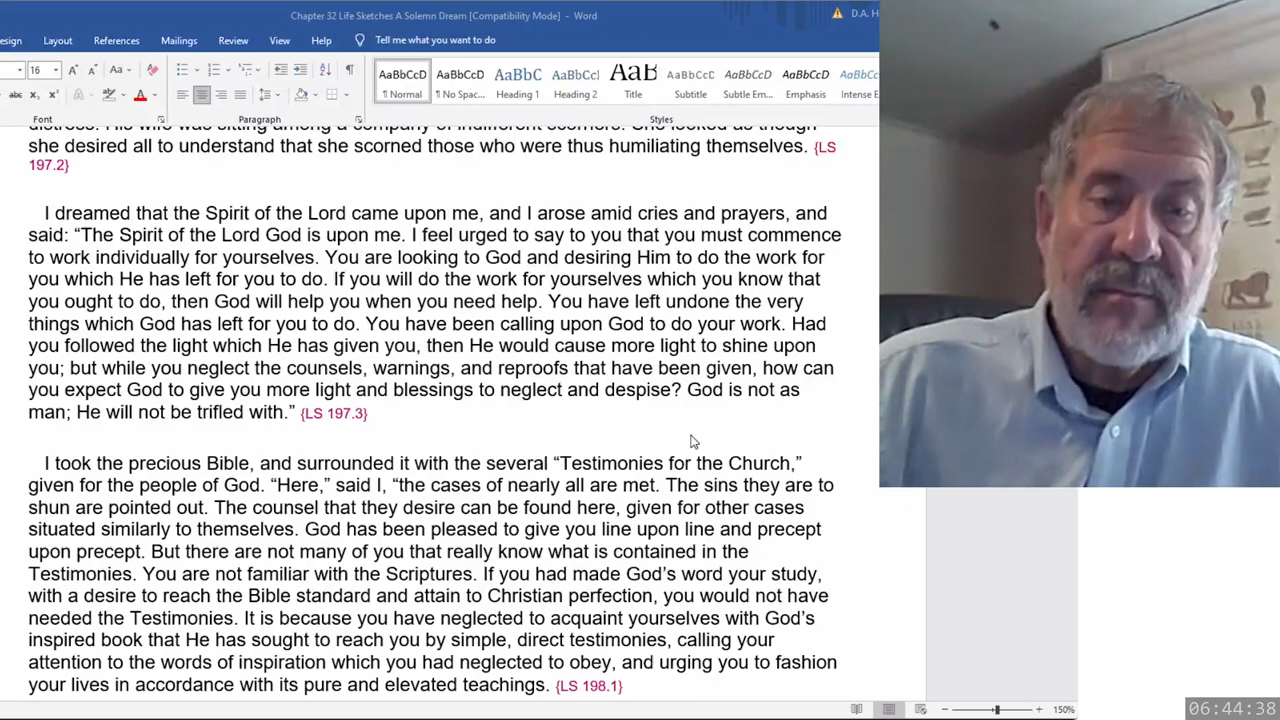 Chapter 32 Life Sketches A Solemn Dream [Compatibility Mode] - Word
D.A. H
esign Layout References Mailings Review View Help Tell me what you want to do
16 Aa
AaBbCcD AaBbCcD AaBbC AaBbCc AaB AaBbCcD AaBbCcD AaBbCcD AaBbCc
¶ Normal ¶ No Spac... Heading 1 Heading 2 Title Subtitle Subtle Em... Emphasis Intense E
Font Paragraph Styles
distress. His wife was sitting among a company of indifferent scorners. She looked as though
she desired all to understand that she scorned those who were thus humiliating themselves. {LS
197.2}
I dreamed that the Spirit of the Lord came upon me, and I arose amid cries and prayers, and
said: “The Spirit of the Lord God is upon me. I feel urged to say to you that you must commence
to work individually for yourselves. You are looking to God and desiring Him to do the work for
you which He has left for you to do. If you will do the work for yourselves which you know that
you ought to do, then God will help you when you need help. You have left undone the very
things which God has left for you to do. You have been calling upon God to do your work. Had
you followed the light which He has given you, then He would cause more light to shine upon
you; but while you neglect the counsels, warnings, and reproofs that have been given, how can
you expect God to give you more light and blessings to neglect and despise? God is not as
man; He will not be trifled with.” {LS 197.3}
I took the precious Bible, and surrounded it with the several “Testimonies for the Church,”
given for the people of God. “Here,” said I, “the cases of nearly all are met. The sins they are to
shun are pointed out. The counsel that they desire can be found here, given for other cases
situated similarly to themselves. God has been pleased to give you line upon line and precept
upon precept. But there are not many of you that really know what is contained in the
Testimonies. You are not familiar with the Scriptures. If you had made God’s word your study,
with a desire to reach the Bible standard and attain to Christian perfection, you would not have
needed the Testimonies. It is because you have neglected to acquaint yourselves with God’s
inspired book that He has sought to reach you by simple, direct testimonies, calling your
attention to the words of inspiration which you had neglected to obey, and urging you to fashion
your lives in accordance with its pure and elevated teachings. {LS 198.1}
150%
06:44:38